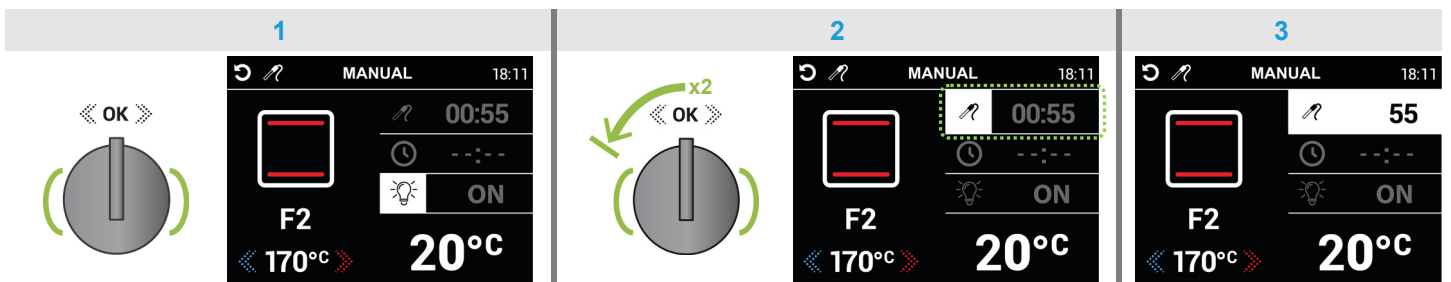 1
2
3
OK
MANUAL 18:11
00:55
--:--
ON
F2
170°C
20°C
x2
OK
MANUAL 18:11
00:55
--:--
ON
F2
170°C
20°C
MANUAL 18:11
55
--:--
ON
F2
170°C
20°C